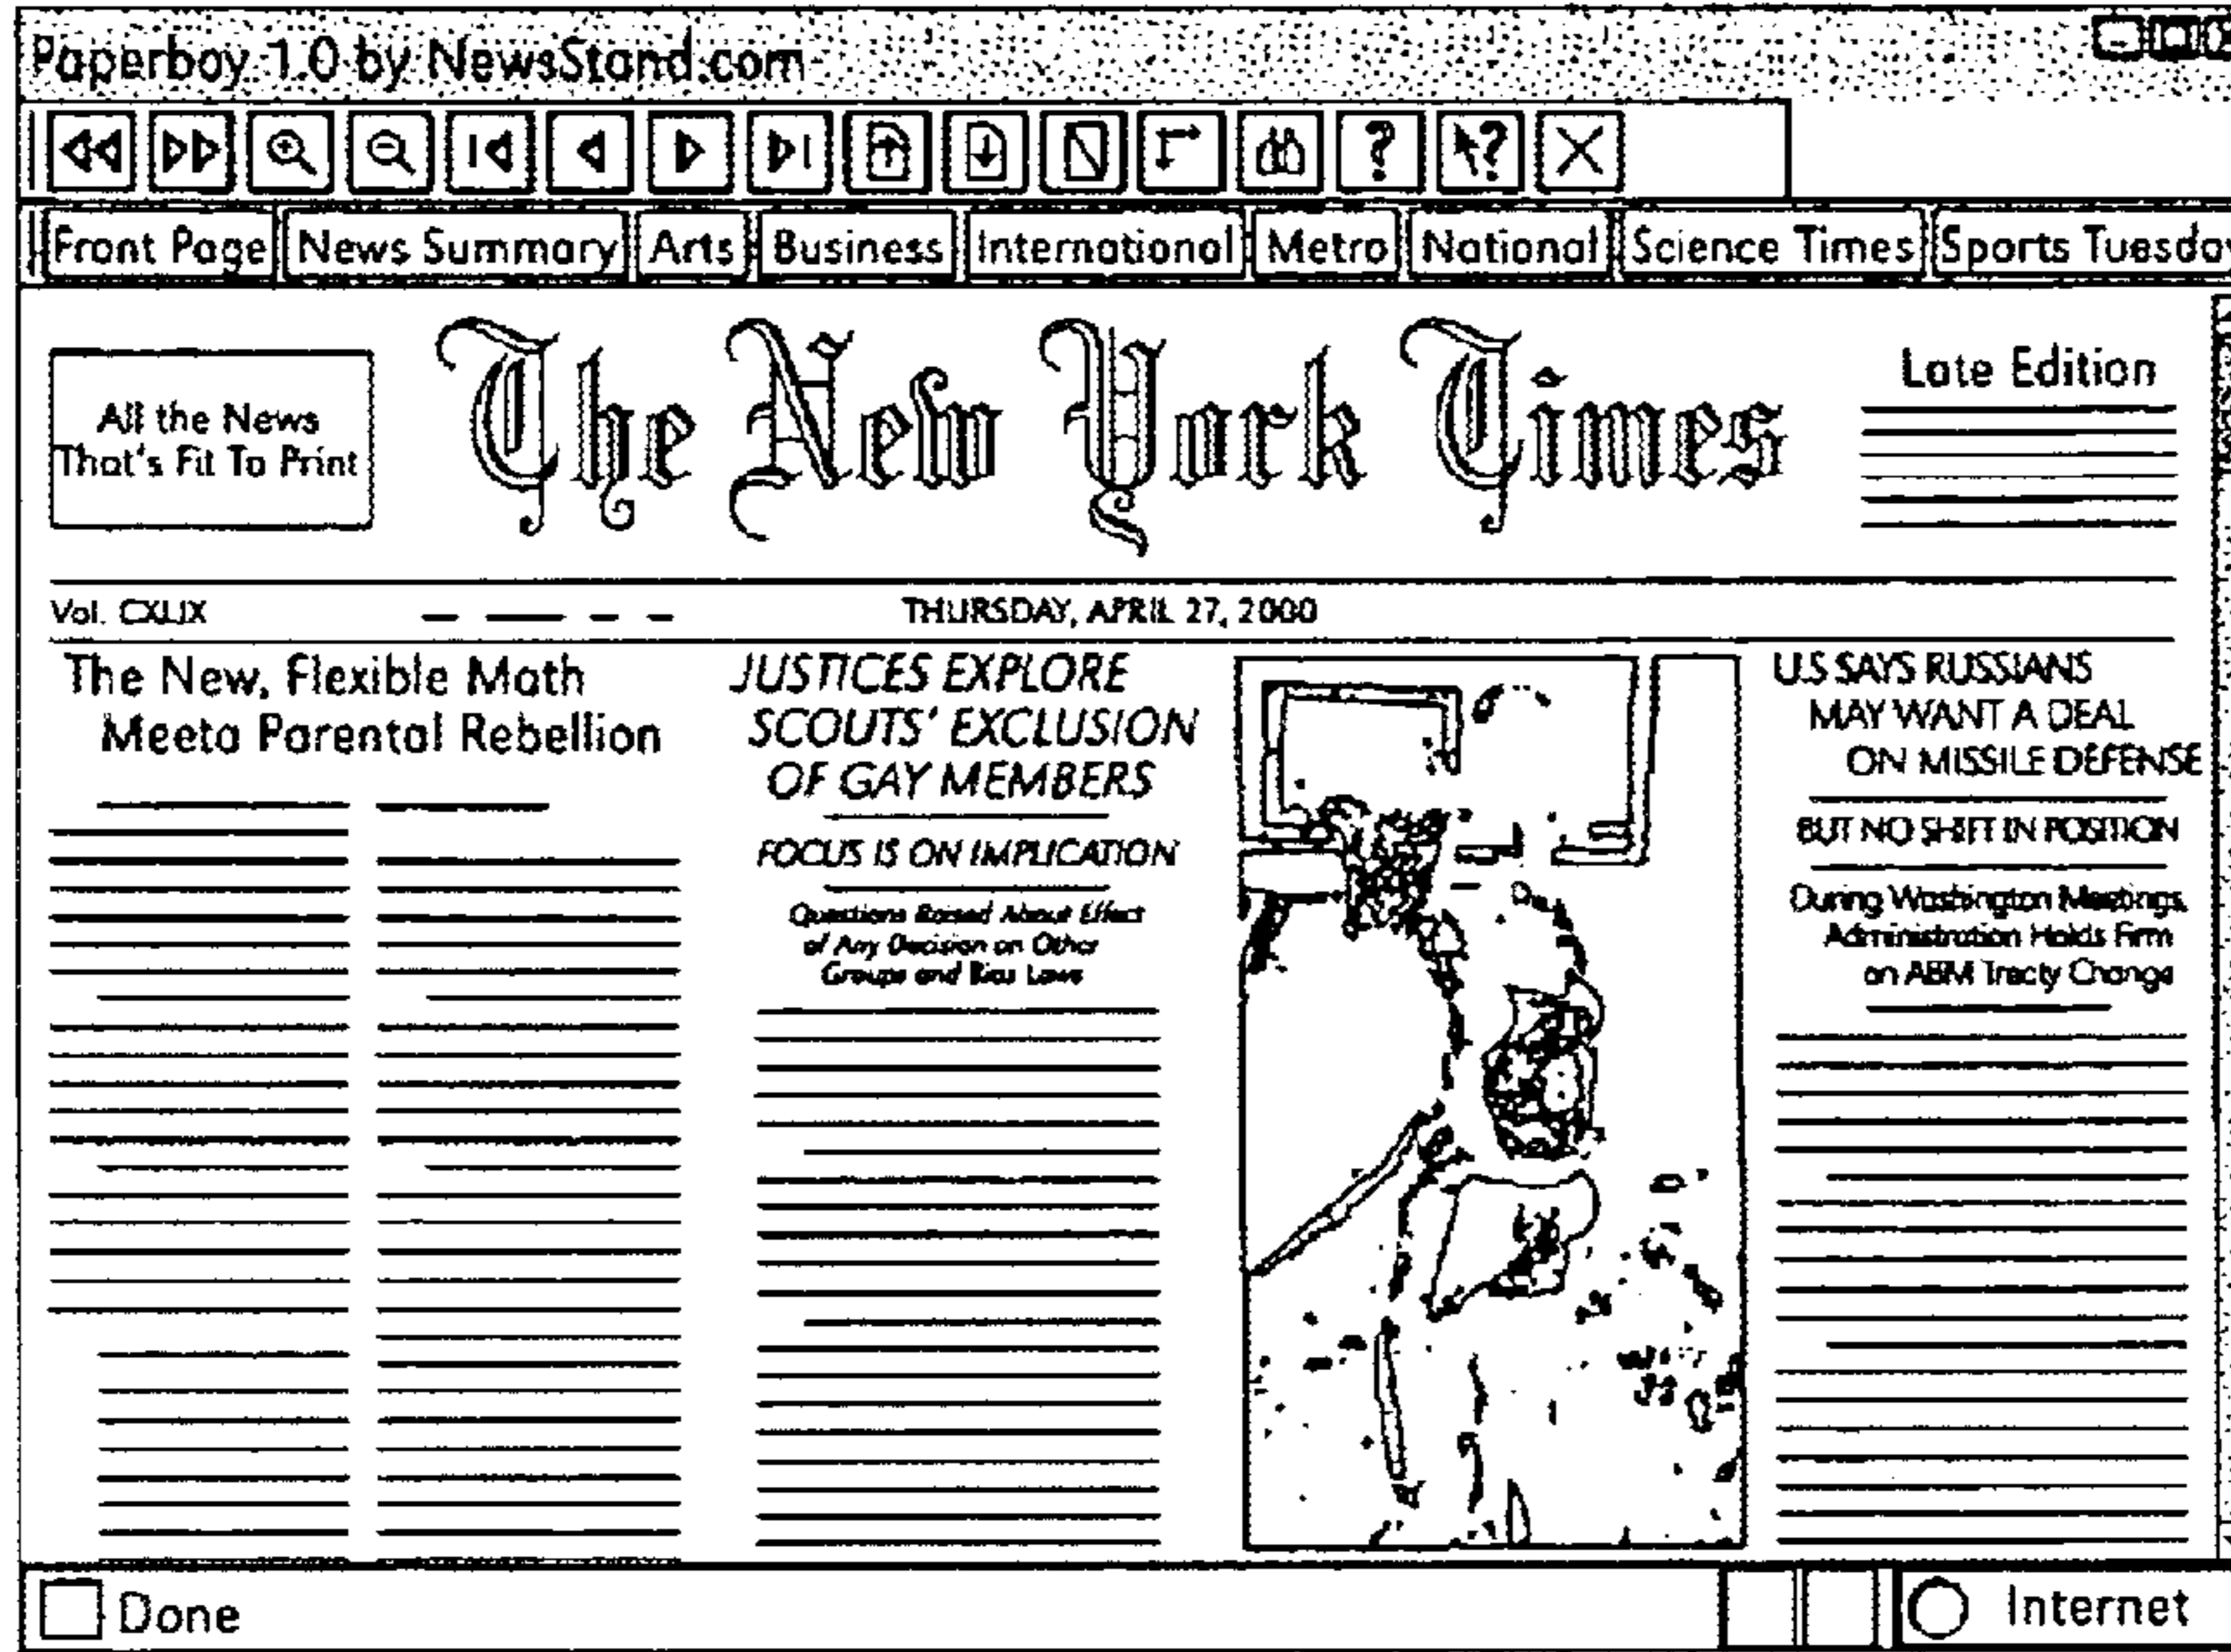 Paperboy 1.0 by NewsStand.com
Front Page News Summary Arts Business International Metro National Science Times Sports Tuesday
All the News
That's Fit To Print
The New York Times
Late Edition
Vol. CXLIX
THURSDAY, APRIL 27, 2000
The New, Flexible Math
Meeta Parental Rebellion
JUSTICES EXPLORE
SCOUTS' EXCLUSION
OF GAY MEMBERS
FOCUS IS ON IMPLICATION
Questions Raised About Effect
of Any Decision on Other
Groups and Bias Laws
U.S SAYS RUSSIANS
MAY WANT A DEAL
ON MISSILE DEFENSE
BUT NO SHIFT IN POSITION
During Washington Meetings,
Administration Holds Firm
on ABM Tracty Change
Done
Internet